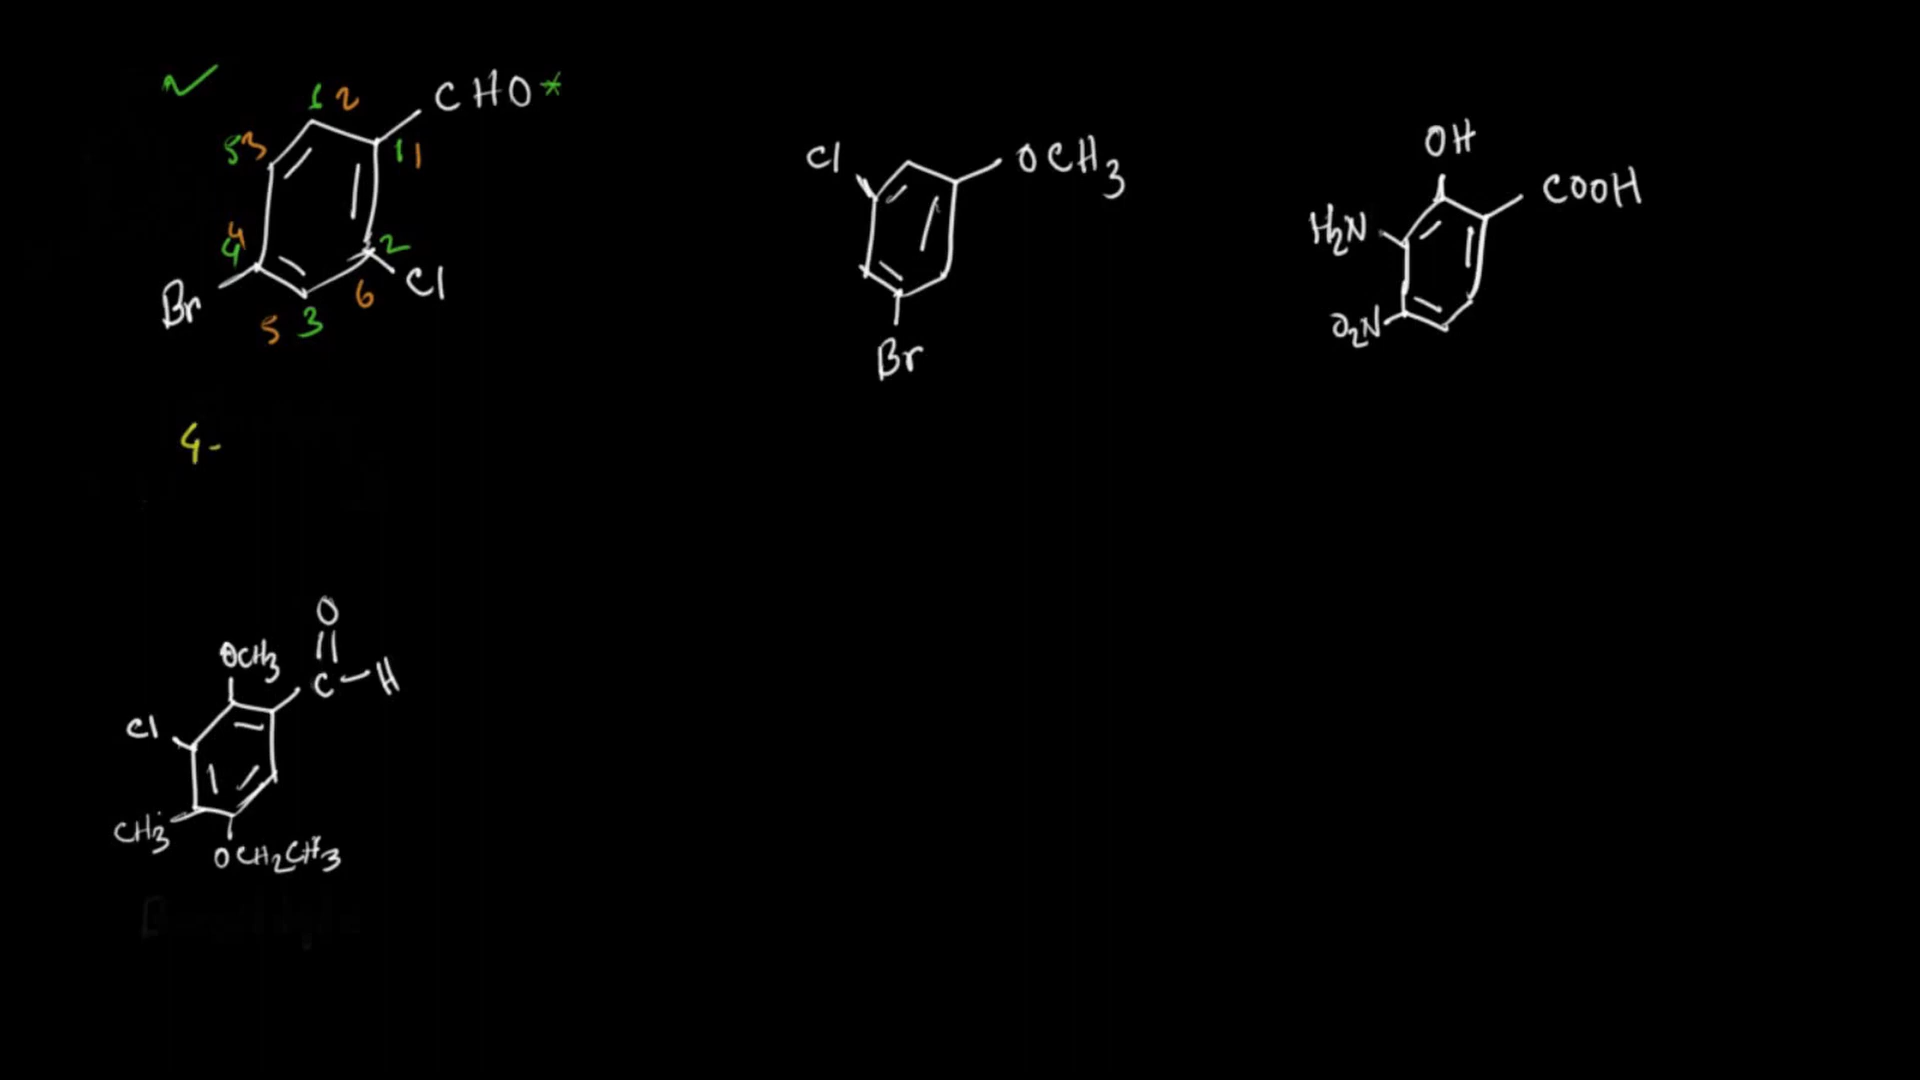 CHO*
1 2
5 3
1 1
4
4
2
Br
Cl
6
5 3
4-
Cl
OCH3
Br
OH
COOH
H2N
O2N
O
OCH3
C-H
Cl
CH3
OCH2CH3